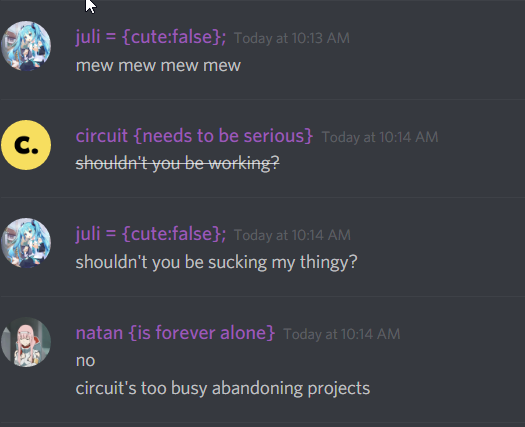 juli = {cute:false}; Today at 10:13 AM
mew mew mew mew
C.
circuit {needs to be serious} Today at 10:14 AM
shouldn't you be working?
juli = {cute:false}; Today at 10:14 AM
shouldn't you be sucking my thingy?
natan {is forever alone} Today at 10:14 AM
no
circuit's too busy abandoning projects